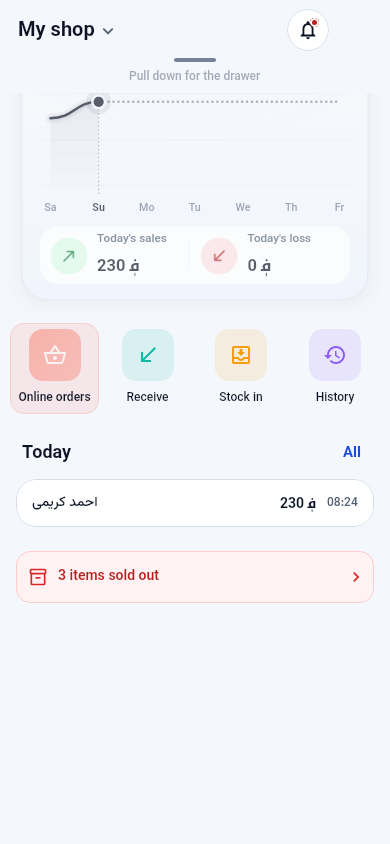 My shop
Pull down for the drawer
Sa Su Mo Tu We Th Fr
Today's sales
230 ؋
Today's loss
0 ؋
Online orders
Receive
Stock in
History
Today
All
احمد کریمی
230 ؋
08:24
3 items sold out